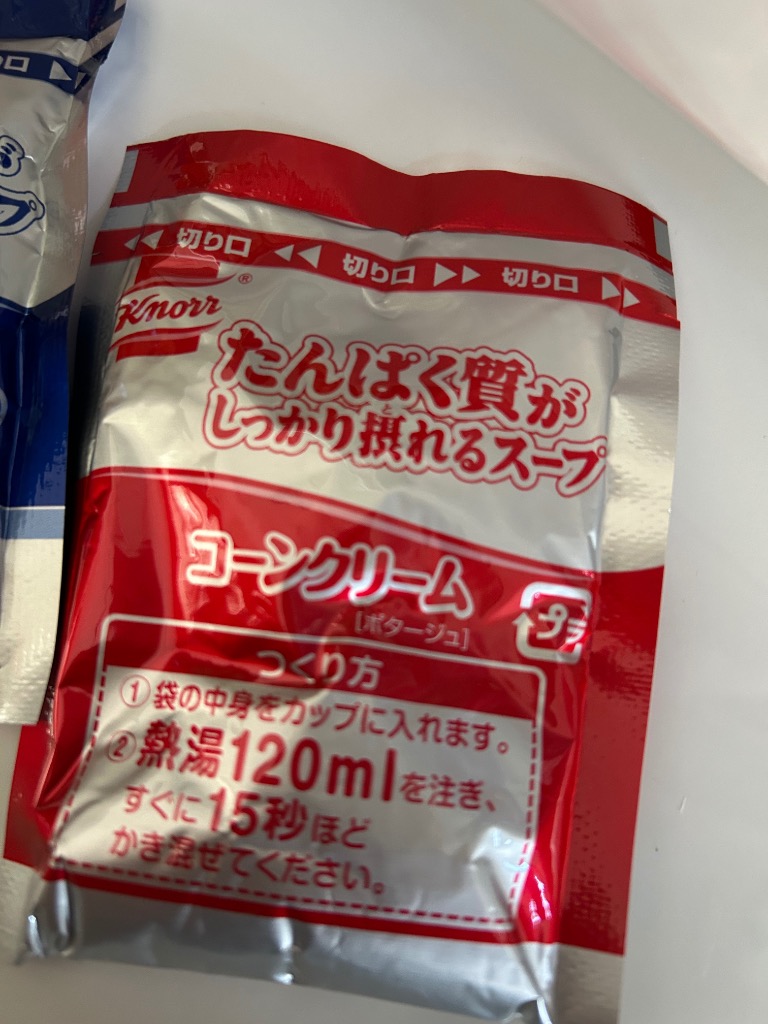 切り口 ◀◀ 切り口 ▶▶ 切り口 ▶▶
Knorr®
たんぱく質が
しっかり摂れるスープ
と
コーンクリーム
[ポタージュ]
プラ
つくり方
①袋の中身をカップに入れます。
②熱湯120mlを注ぎ、
すぐに15秒ほど
かき混ぜてください。